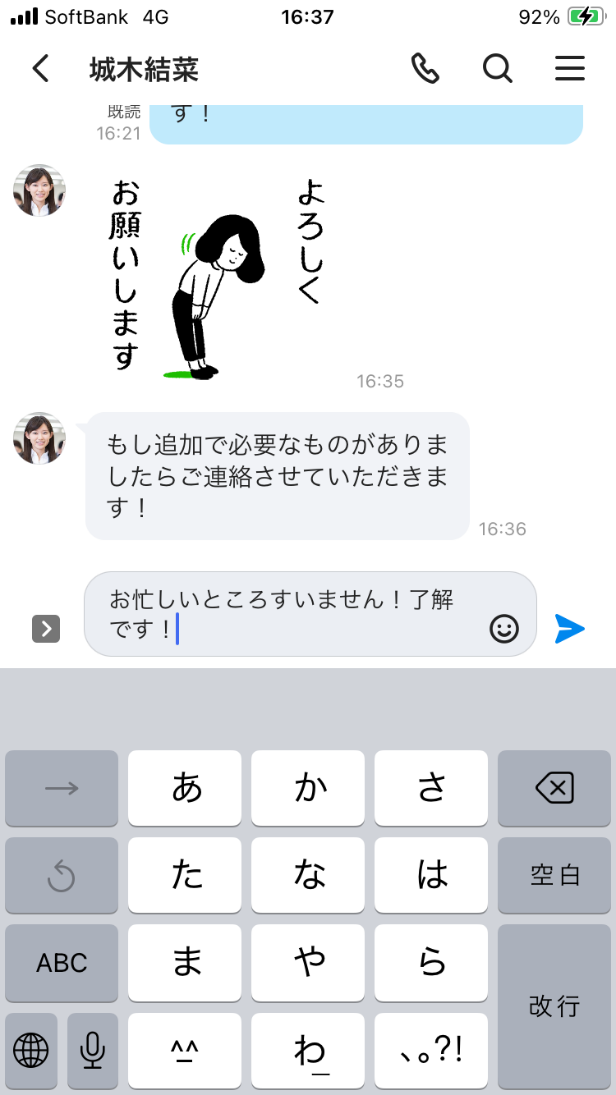 SoftBank 4G 16:37 92%
城木結菜
既読
16:21
す！
よろしく
お願いします
16:35
もし追加で必要なものがありま
したらご連絡させていただきま
す！
16:36
お忙しいところすいません！了解
です！
→ あ か さ
た な は 空白
ABC ま や ら
改行
^_^ わ_ 、。?!